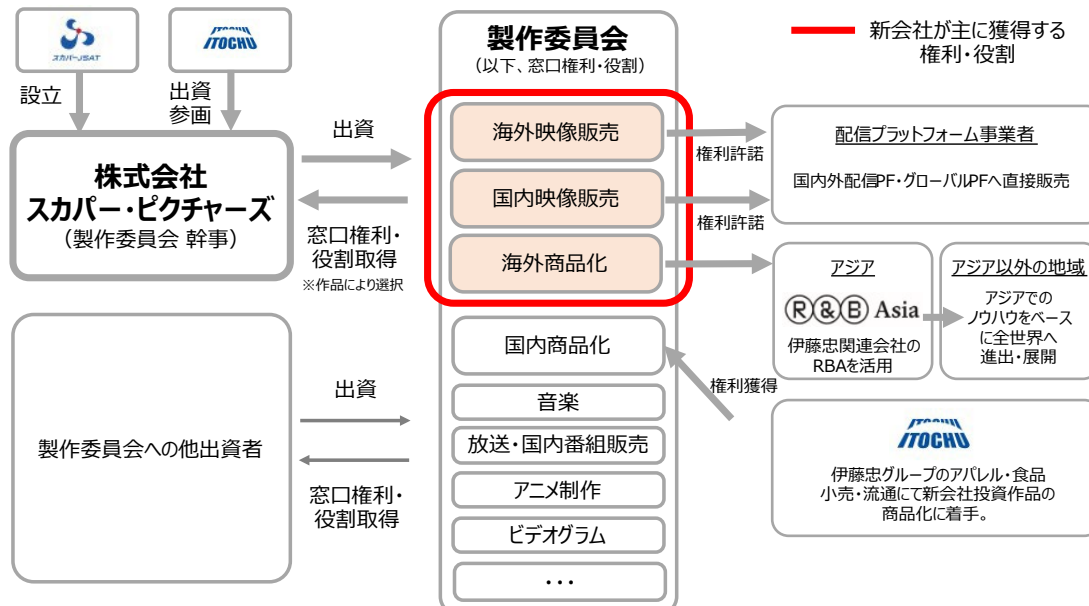 スカパーJSAT
ITOCHU
設立
出資
参画
株式会社
スカパー・ピクチャーズ
（製作委員会 幹事）
出資
窓口権利・
役割取得
※作品により選択
製作委員会への他出資者
出資
窓口権利・
役割取得
製作委員会
（以下、窓口権利・役割）
海外映像販売
国内映像販売
海外商品化
国内商品化
音楽
放送・国内番組販売
アニメ制作
ビデオグラム
・・・
新会社が主に獲得する
権利・役割
権利許諾
権利許諾
配信プラットフォーム事業者
国内外配信PF・グローバルPFへ直接販売
アジア
R&B Asia
伊藤忠関連会社の
RBAを活用
アジア以外の地域
アジアでの
ノウハウをベース
に全世界へ
進出・展開
権利獲得
ITOCHU
伊藤忠グループのアパレル・食品
小売・流通にて新会社投資作品の
商品化に着手。